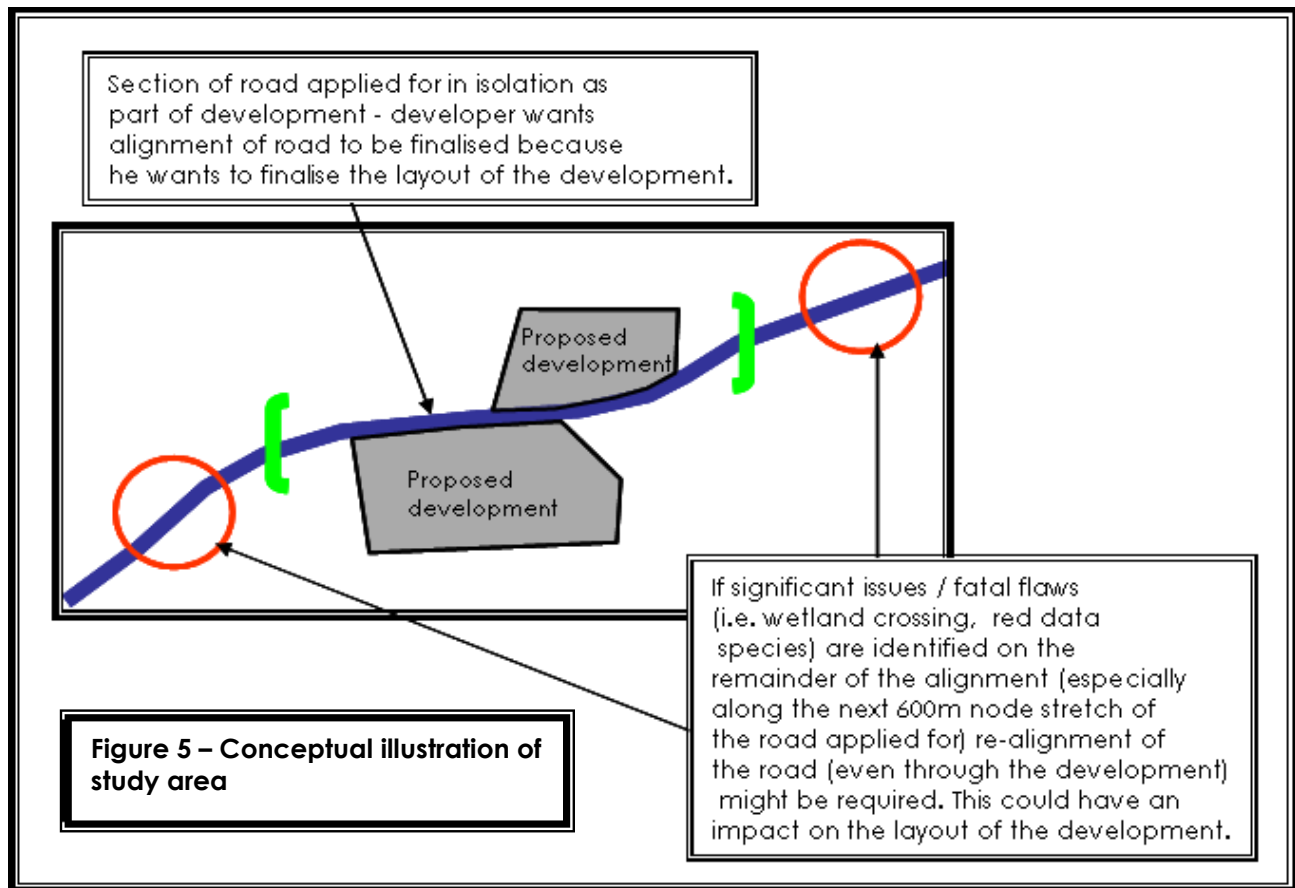 Section of road applied for in isolation as
part of development - developer wants
alignment of road to be finalised because
he wants to finalise the layout of the development.
Proposed
development
Proposed
development
If significant issues / fatal flaws
(i.e. wetland crossing, red data
species) are identified on the
remainder of the alignment (especially
along the next 600m node stretch of
the road applied for) re-alignment of
the road (even through the development)
might be required. This could have an
impact on the layout of the development.
Figure 5 – Conceptual illustration of
study area